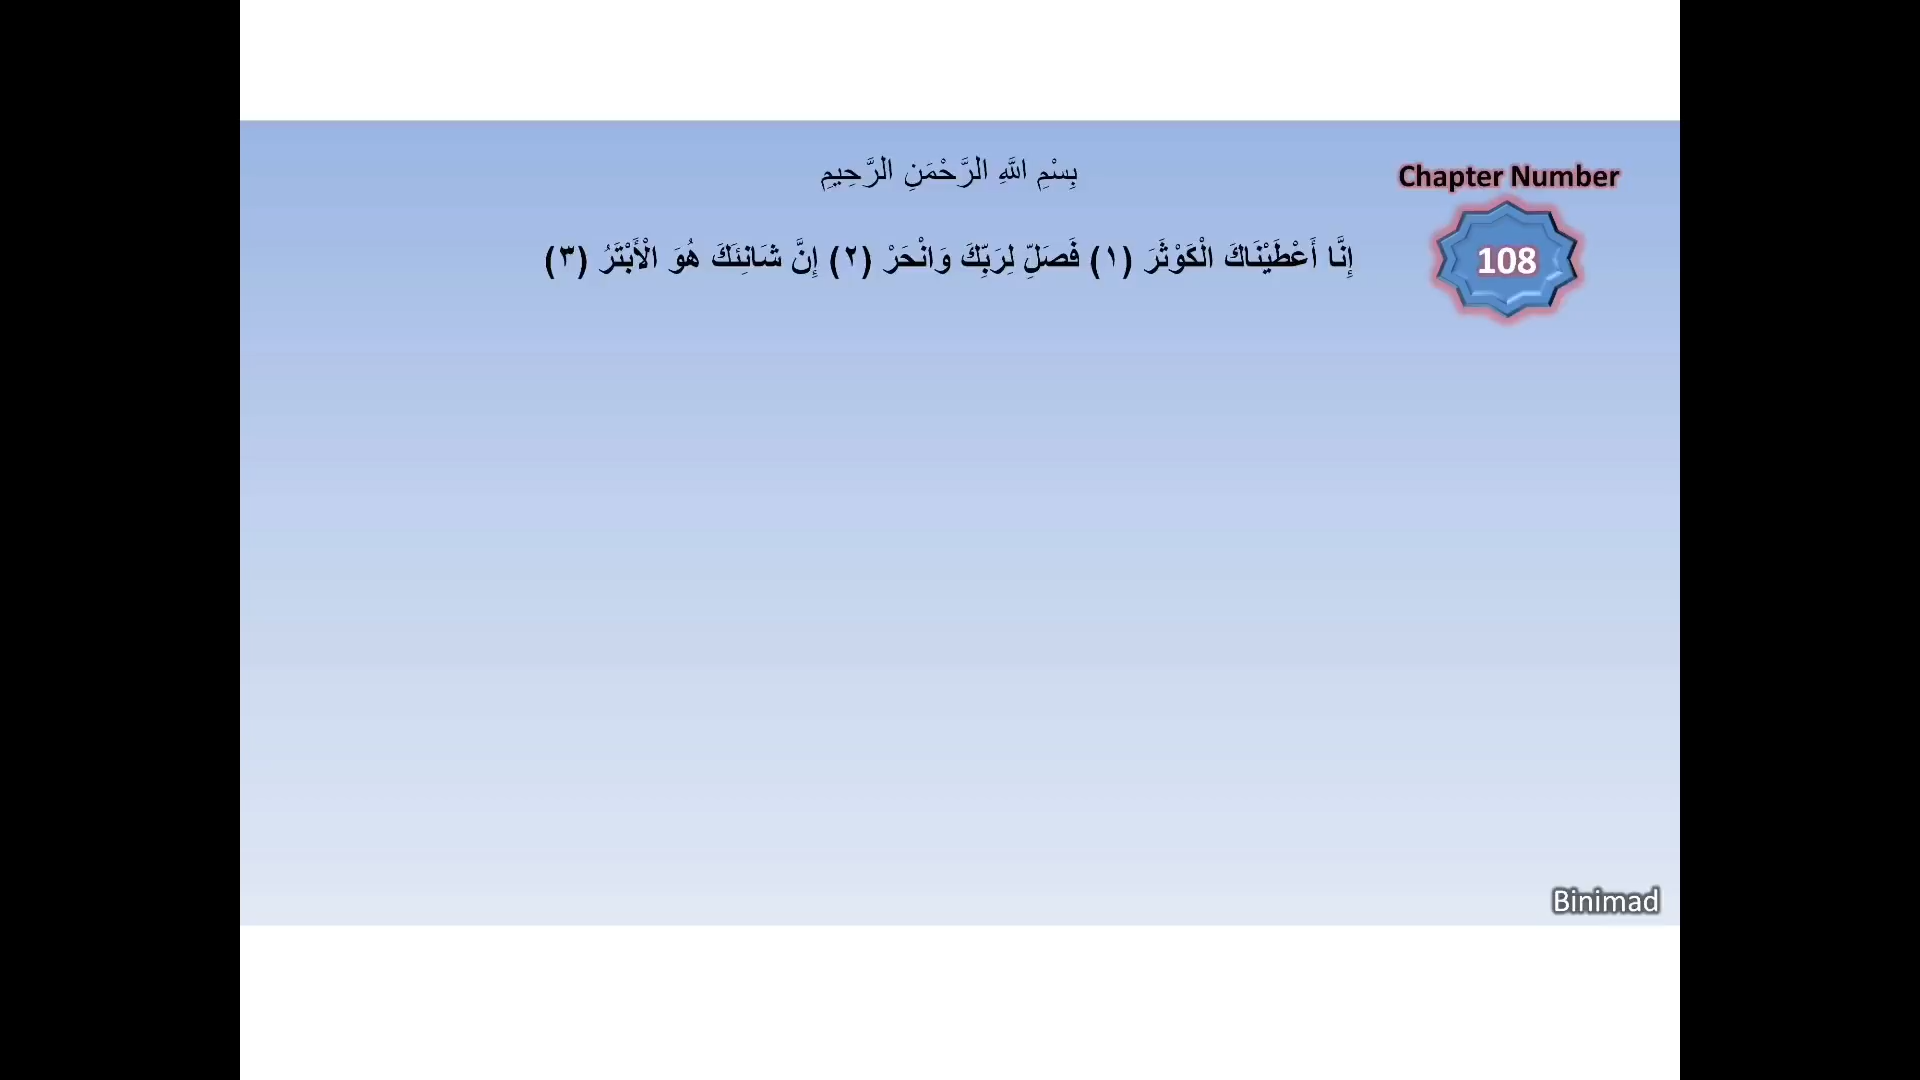 بِسْمِ اللَّهِ الرَّحْمَنِ الرَّحِيمِ
Chapter Number
إِنَّا أَعْطَيْنَاكَ الْكَوْثَرَ (١) فَصَلِّ لِرَبِّكَ وَانْحَرْ (٢) إِنَّ شَانِئَكَ هُوَ الْأَبْتَرُ (٣)
108
Binimad